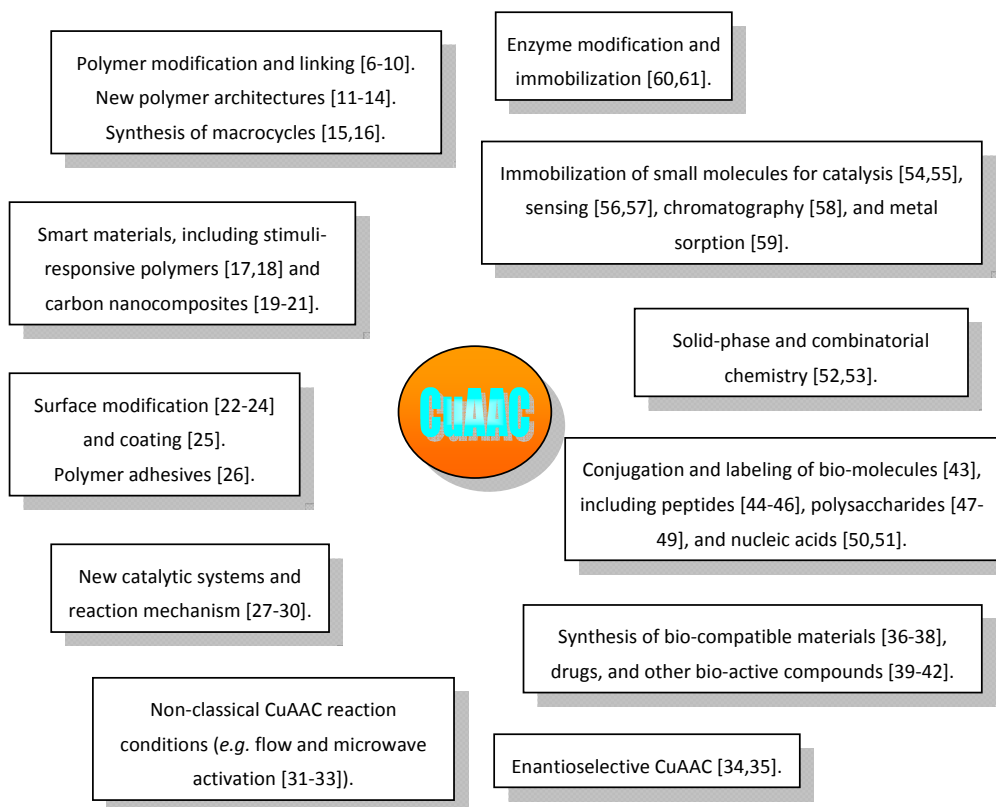 Polymer modification and linking [6-10].
New polymer architectures [11-14].
Synthesis of macrocycles [15,16].
Enzyme modification and
immobilization [60,61].
Immobilization of small molecules for catalysis [54,55],
sensing [56,57], chromatography [58], and metal
sorption [59].
Smart materials, including stimuli-
responsive polymers [17,18] and
carbon nanocomposites [19-21].
Solid-phase and combinatorial
chemistry [52,53].
CuAAC
Surface modification [22-24]
and coating [25].
Polymer adhesives [26].
Conjugation and labeling of bio-molecules [43],
including peptides [44-46], polysaccharides [47-
49], and nucleic acids [50,51].
New catalytic systems and
reaction mechanism [27-30].
Synthesis of bio-compatible materials [36-38],
drugs, and other bio-active compounds [39-42].
Non-classical CuAAC reaction
conditions (e.g. flow and microwave
activation [31-33]).
Enantioselective CuAAC [34,35].